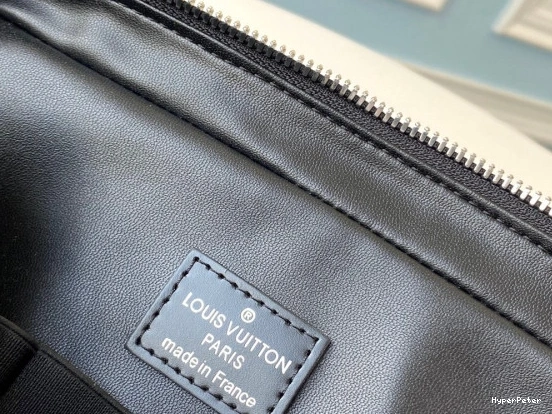 ®
LOUIS VUITTON
PARIS
made in France
HyperPeter